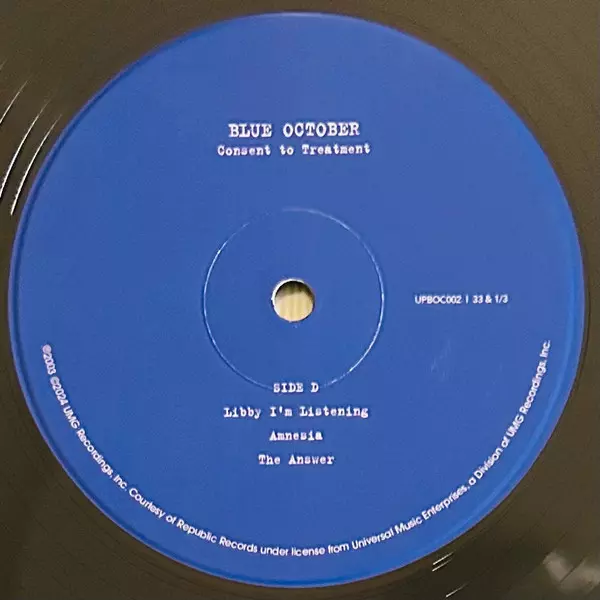 BLUE OCTOBER
Consent to Treatment
UPBOC002 | 33 & 1/3
SIDE D
Libby I'm Listening
Amnesia
The Answer
℗2003 ©2024 UMG Recordings, Inc. Courtesy of Republic Records under license from Universal Music Enterprises, a Division of UMG Recordings, Inc.